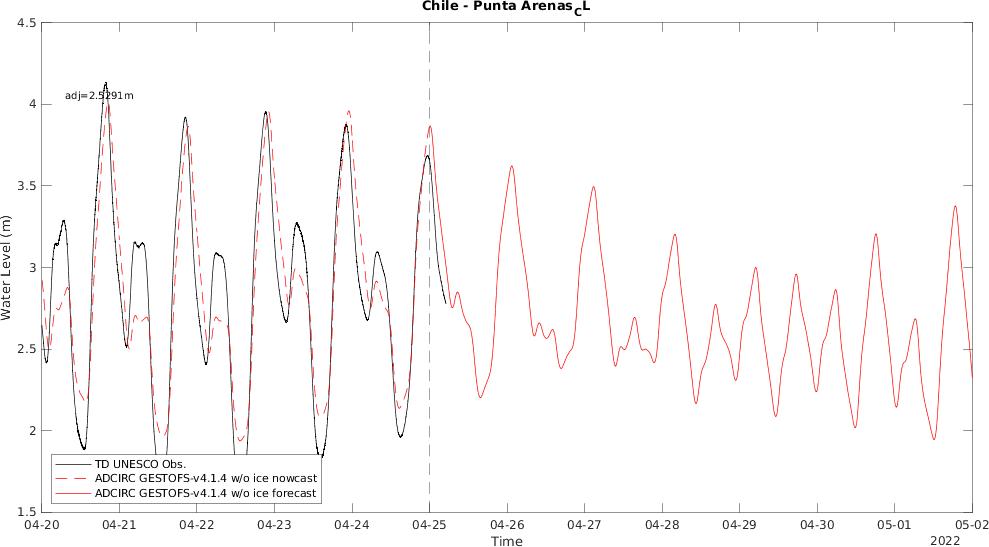 Chile - Punta Arenas_CL
adj=2.5291m
Water Level (m)
4.5
4
3.5
3
2.5
2
1.5
TD UNESCO Obs.
ADCIRC GESTOFS-v4.1.4 w/o ice nowcast
ADCIRC GESTOFS-v4.1.4 w/o ice forecast
04-20 04-21 04-22 04-23 04-24 04-25 04-26 04-27 04-28 04-29 04-30 05-01 05-02
Time
2022